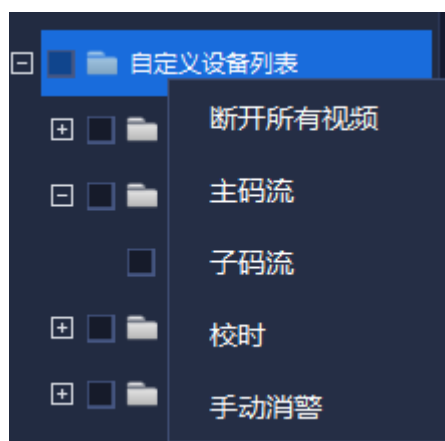 自定义设备列表
断开所有视频
主码流
子码流
校时
手动消警